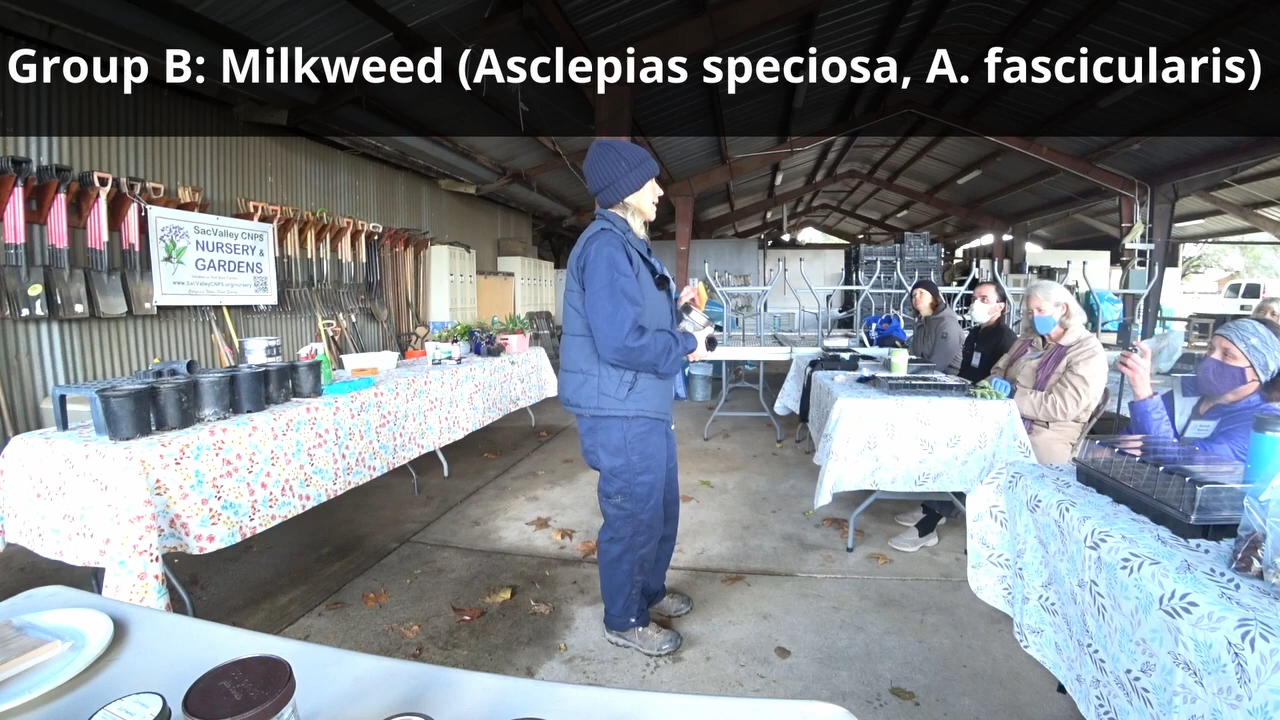 Group B: Milkweed (Asclepias speciosa, A. fascicularis)
SacValley CNPS
NURSERY &
GARDENS
www.SacValleyCNPS.org/nursery